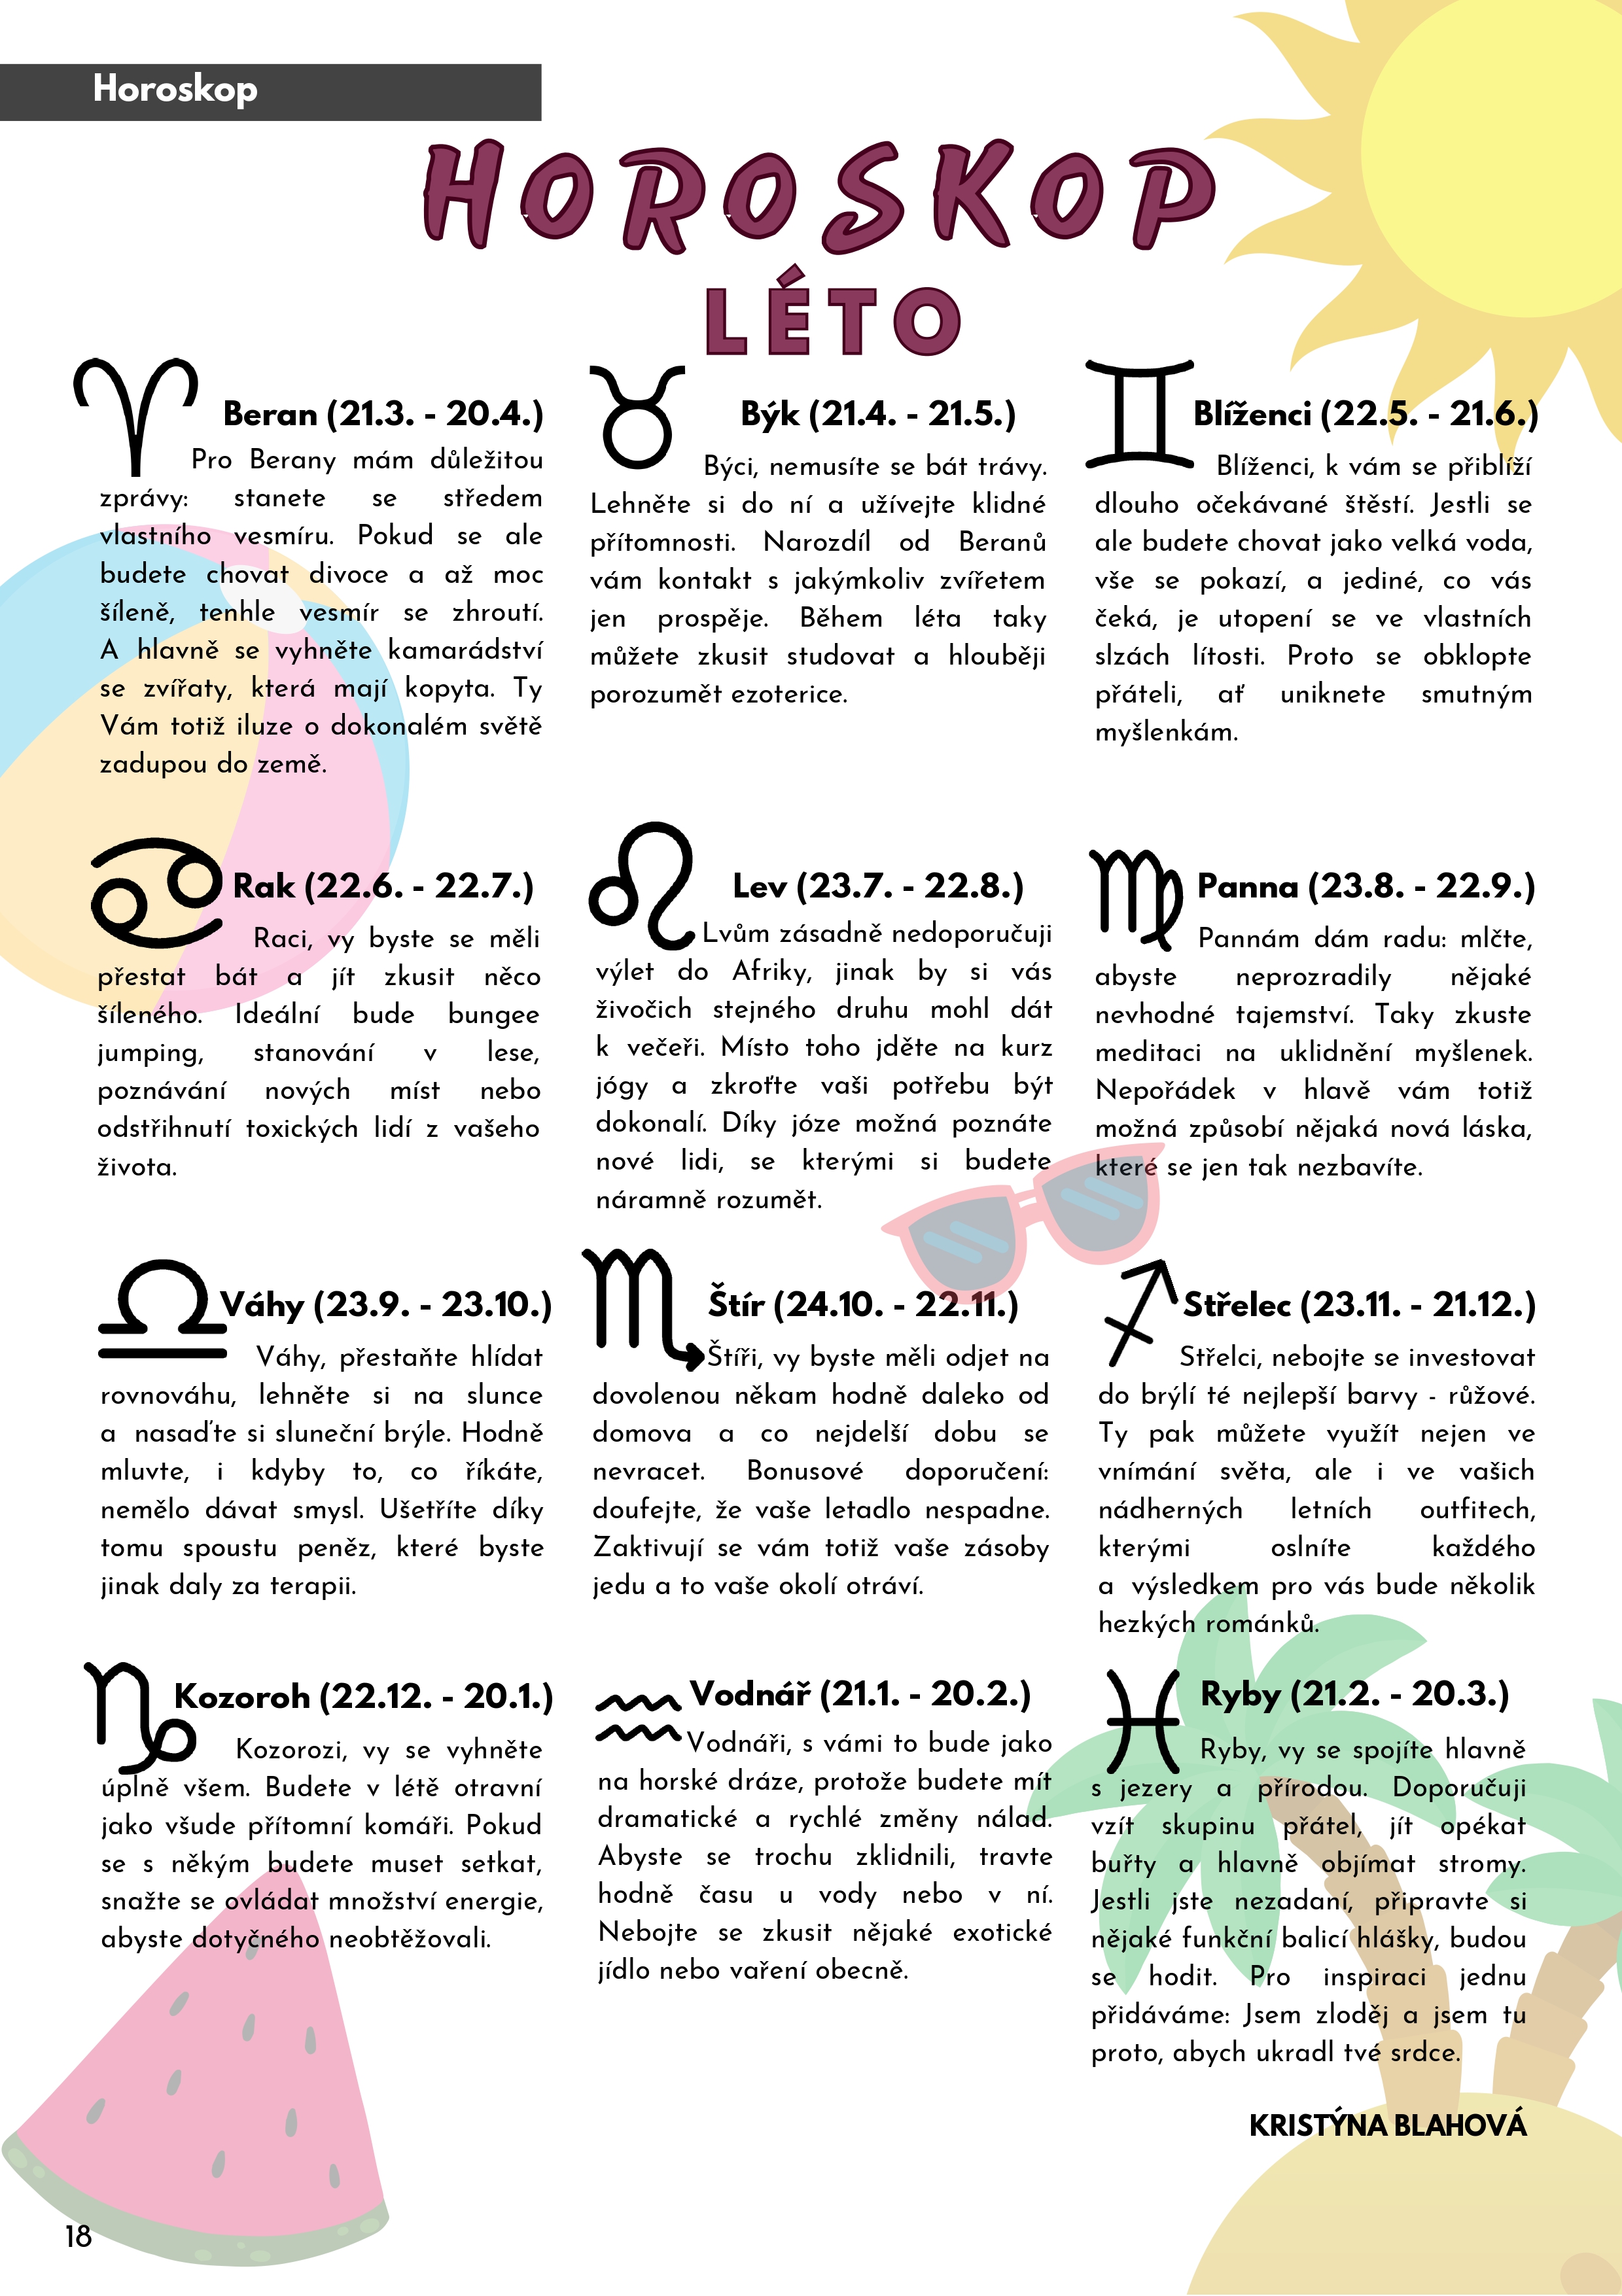 Horoskop
HOROSKOP
LÉTO
Beran (21.3. - 20.4.)
Pro Berany mám důležitou
zprávy: stanete se středem
vlastního vesmíru. Pokud se ale
budete chovat divoce a až moc
šíleně, tenhle vesmír se zhroutí.
A hlavně se vyhněte kamarádství
se zvířaty, která mají kopyta. Ty
Vám totiž iluze o dokonalém světě
zadupou do země.
Býk (21.4. - 21.5.)
Býci, nemusíte se bát trávy.
Lehněte si do ní a užívejte klidné
přítomnosti. Narozdíl od Beranů
vám kontakt s jakýmkoliv zvířetem
jen prospěje. Během léta taky
můžete zkusit studovat a hlouběji
porozumět ezoterice.
Blíženci (22.5. - 21.6.)
Blíženci, k vám se přiblíží
dlouho očekávané štěstí. Jestli se
ale budete chovat jako velká voda,
vše se pokazí, a jediné, co vás
čeká, je utopení se ve vlastních
slzách lítosti. Proto se obklopte
přáteli, ať uniknete smutným
myšlenkám.
Rak (22.6. - 22.7.)
Raci, vy byste se měli
přestat bát a jít zkusit něco
šíleného. Ideální bude bungee
jumping, stanování v lese,
poznávání nových míst nebo
odstřihnutí toxických lidí z vašeho
života.
Lev (23.7. - 22.8.)
Lvům zásadně nedoporučuji
výlet do Afriky, jinak by si vás
živočich stejného druhu mohl dát
k večeři. Místo toho jděte na kurz
jógy a zkroťte vaši potřebu být
dokonalí. Díky józe možná poznáte
nové lidi, se kterými si budete
náramně rozumět.
Panna (23.8. - 22.9.)
Pannám dám radu: mlčte,
abyste neprozradily nějaké
nevhodné tajemství. Taky zkuste
meditaci na uklidnění myšlenek.
Nepořádek v hlavě vám totiž
možná způsobí nějaká nová láska,
které se jen tak nezbavíte.
Váhy (23.9. - 23.10.)
Váhy, přestaňte hlídat
rovnováhu, lehněte si na slunce
a nasaďte si sluneční brýle. Hodně
mluvte, i kdyby to, co říkáte,
nemělo dávat smysl. Ušetříte díky
tomu spoustu peněz, které byste
jinak daly za terapii.
Štír (24.10. - 22.11.)
Štíři, vy byste měli odjet na
dovolenou někam hodně daleko od
domova a co nejdelší dobu se
nevracet. Bonusové doporučení:
doufejte, že vaše letadlo nespadne.
Zaktivují se vám totiž vaše zásoby
jedu a to vaše okolí otráví.
Střelec (23.11. - 21.12.)
Střelci, nebojte se investovat
do brýlí té nejlepší barvy - růžové.
Ty pak můžete využít nejen ve
vnímání světa, ale i ve vašich
nádherných letních outfitech,
kterými oslníte každého
a výsledkem pro vás bude několik
hezkých románků.
Kozoroh (22.12. - 20.1.)
Kozorozi, vy se vyhněte
úplně všem. Budete v létě otravní
jako všude přítomní komáři. Pokud
se s někým budete muset setkat,
snažte se ovládat množství energie,
abyste dotyčného neobtěžovali.
Vodnář (21.1. - 20.2.)
Vodnáři, s vámi to bude jako
na horské dráze, protože budete mít
dramatické a rychlé změny nálad.
Abyste se trochu zklidnili, travte
hodně času u vody nebo v ní.
Nebojte se zkusit nějaké exotické
jídlo nebo vaření obecně.
Ryby (21.2. - 20.3.)
Ryby, vy se spojíte hlavně
s jezery a přírodou. Doporučuji
vzít skupinu přátel, jít opékat
buřty a hlavně objímat stromy.
Jestli jste nezadaní, připravte si
nějaké funkční balicí hlášky, budou
se hodit. Pro inspiraci jednu
přidáváme: Jsem zloděj a jsem tu
proto, abych ukradl tvé srdce.
KRISTÝNA BLAHOVÁ
18